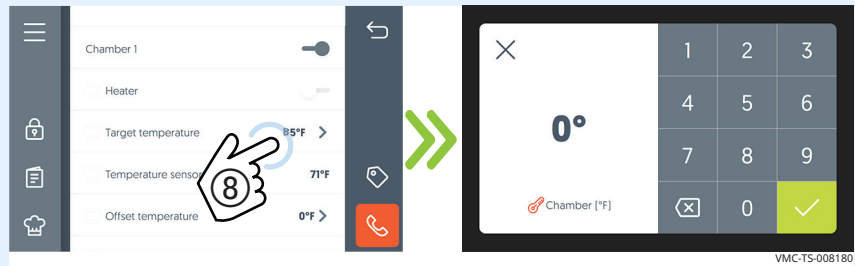 Chamber 1
Heater
Target temperature 85°F
Temperature sensor 71°F
Offset temperature 0°F
8
0°
Chamber [°F]
1 2 3
4 5 6
7 8 9
0
VMC-TS-008180